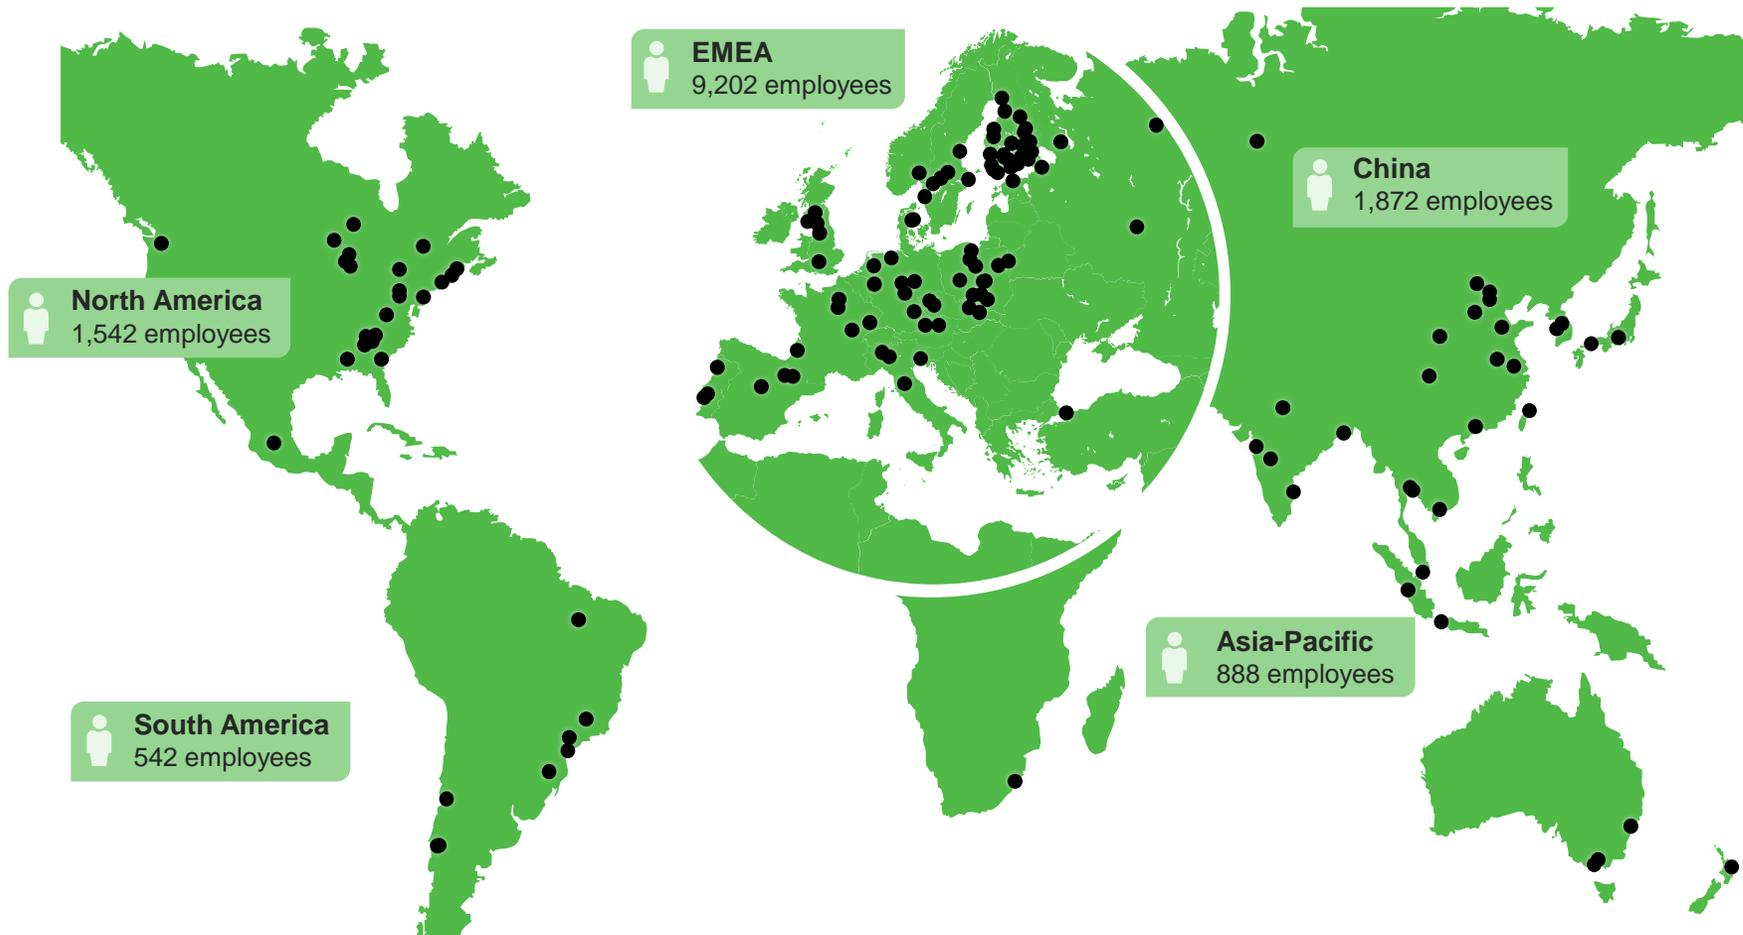 EMEA
9,202 employees
China
1,872 employees
North America
1,542 employees
Asia-Pacific
888 employees
South America
542 employees